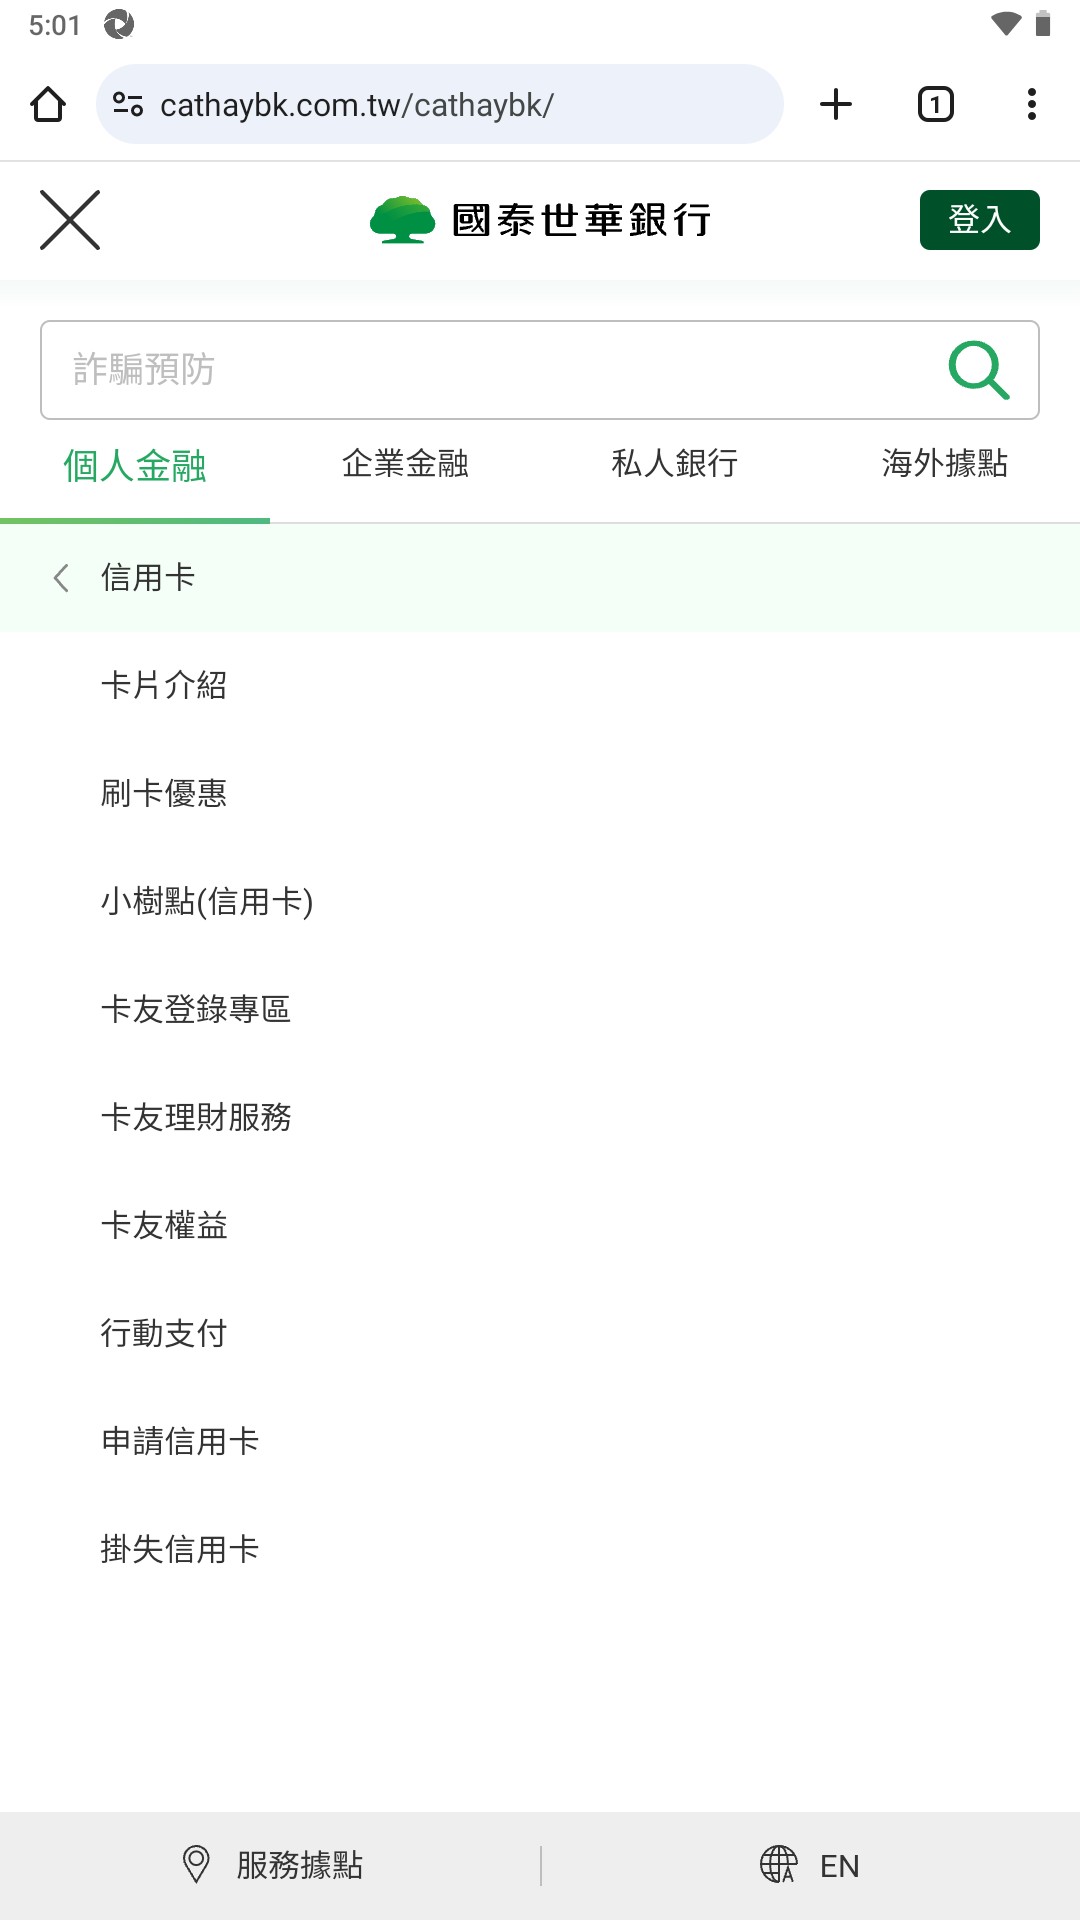 5:01
cathaybk.com.tw/cathaybk/
1
國泰世華銀行
登入
詐騙預防
個人金融
企業金融
私人銀行
海外據點
信用卡
卡片介紹
刷卡優惠
小樹點(信用卡)
卡友登錄專區
卡友理財服務
卡友權益
行動支付
申請信用卡
掛失信用卡
服務據點
EN